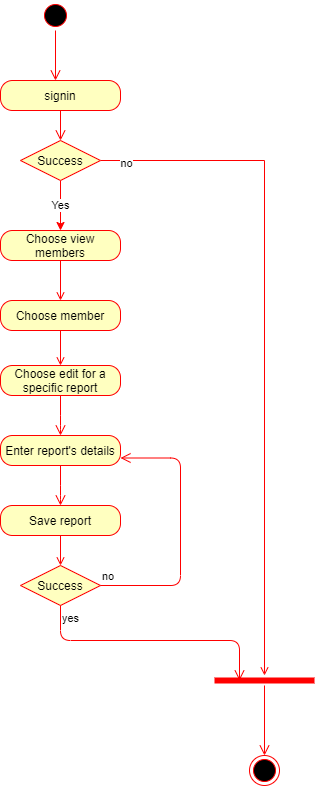 signin
Success
no
Yes
Choose view
members
Choose member
Choose edit for a
specific report
Enter report's details
Save report
Success
no
yes